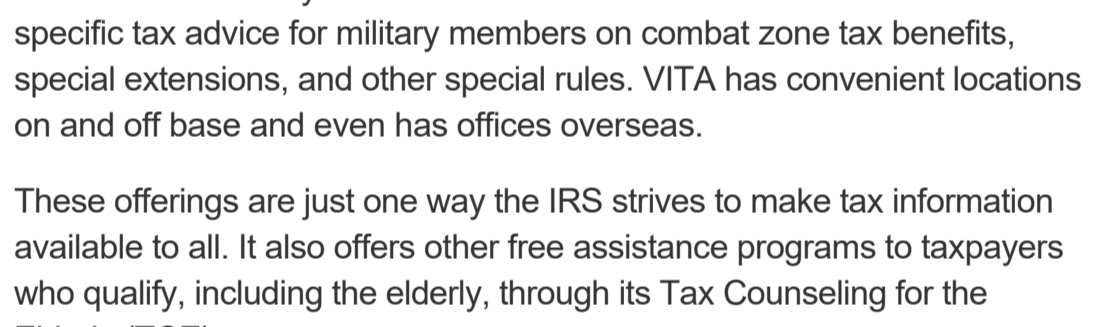 specific tax advice for military members on combat zone tax benefits,
special extensions, and other special rules. VITA has convenient locations
on and off base and even has offices overseas.
These offerings are just one way the IRS strives to make tax information
available to all. It also offers other free assistance programs to taxpayers
who qualify, including the elderly, through its Tax Counseling for the